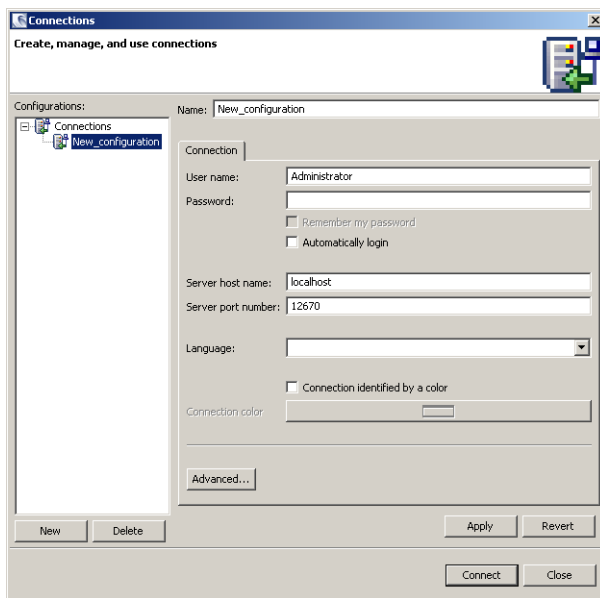 Connections
Create, manage, and use connections
Configurations:
Connections
New_configuration
New
Delete
Name: New_configuration
Connection
User name: Administrator
Password:
Remember my password
Automatically login
Server host name: localhost
Server port number: 12670
Language:
Connection identified by a color
Connection color
Advanced...
Apply
Revert
Connect
Close